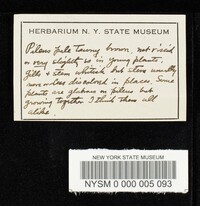 HERBARIUM N. Y. STATE MUSEUM
Pileus pale tawny brown, not viscid
or very slightly so in young plants,
Gills & stem whitish but stem usually
more or less discolored in places. Some
plants are glabrous on pileus but
growing together I think them all
alike
NEW YORK STATE MUSEUM
NYSM 0 000 005 093